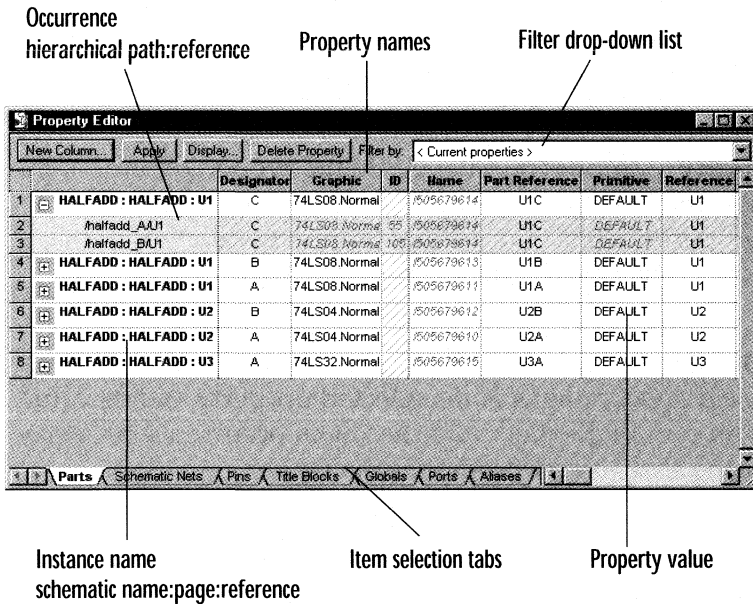 Occurrence
hierarchical path:reference
Property names
Filter drop-down list
Property Editor
New Column... Apply Display... Delete Property Filter by: < Current properties >
Designator Graphic ID Name Part Reference Primitive Reference
1 HALFADD : HALFADD : U1 C 74LS08.Normal /505679614 U1C DEFAULT U1
2 /halfadd_A/U1 C 74LS08.Norma 55 /505679614 U1C DEFAULT U1
3 /halfadd_B/U1 C 74LS08.Norma 105 /505679614 U1C DEFAULT U1
4 HALFADD : HALFADD : U1 B 74LS08.Normal /505679613 U1B DEFAULT U1
5 HALFADD : HALFADD : U1 A 74LS08.Normal /505679611 U1A DEFAULT U1
6 HALFADD : HALFADD : U2 B 74LS04.Normal /505679612 U2B DEFAULT U2
7 HALFADD : HALFADD : U2 A 74LS04.Normal /505679610 U2A DEFAULT U2
8 HALFADD : HALFADD : U3 A 74LS32.Normal /505679615 U3A DEFAULT U3
Parts Schematic Nets Pins Title Blocks Globals Ports Aliases
Instance name
schematic name:page:reference
Item selection tabs
Property value